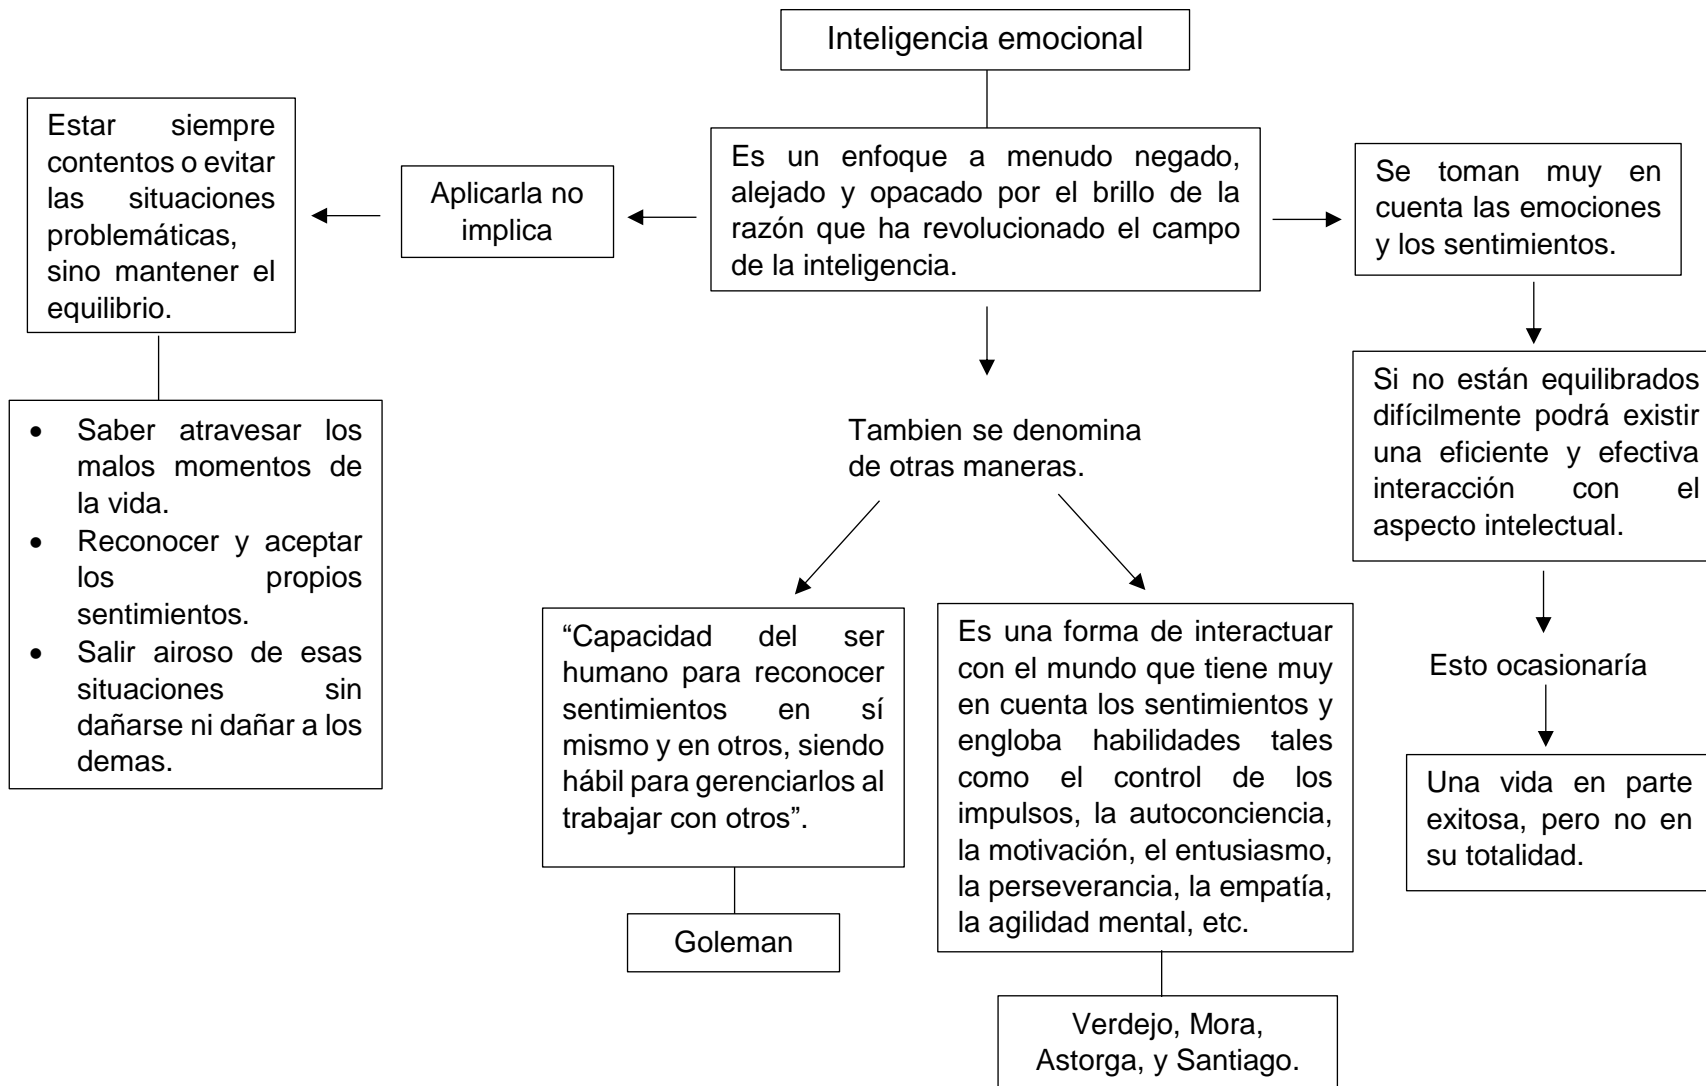 Inteligencia emocional
Estar siempre
contentos o evitar
las situaciones
problemáticas,
sino mantener el
equilibrio.
Aplicarla no
implica
Es un enfoque a menudo negado,
alejado y opacado por el brillo de la
razón que ha revolucionado el campo
de la inteligencia.
Se toman muy en
cuenta las emociones
y los sentimientos.
• Saber atravesar los
malos momentos de
la vida.
• Reconocer y aceptar
los propios
sentimientos.
• Salir airoso de esas
situaciones sin
dañarse ni dañar a los
demas.
Tambien se denomina
de otras maneras.
Si no están equilibrados
difícilmente podrá existir
una eficiente y efectiva
interacción con el
aspecto intelectual.
“Capacidad del ser
humano para reconocer
sentimientos en sí
mismo y en otros, siendo
hábil para gerenciarlos al
trabajar con otros”.
Es una forma de interactuar
con el mundo que tiene muy
en cuenta los sentimientos y
engloba habilidades tales
como el control de los
impulsos, la autoconciencia,
la motivación, el entusiasmo,
la perseverancia, la empatía,
la agilidad mental, etc.
Esto ocasionaría
Una vida en parte
exitosa, pero no en
su totalidad.
Goleman
Verdejo, Mora,
Astorga, y Santiago.